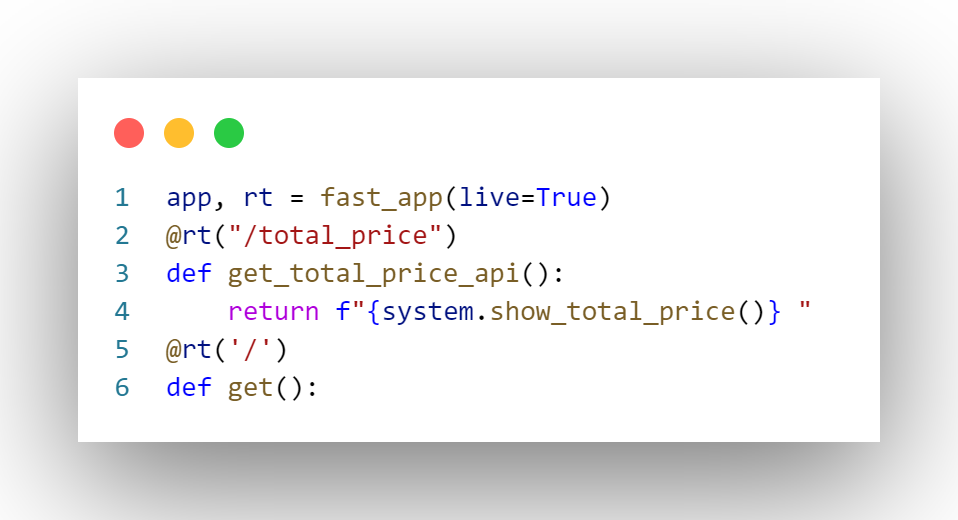 1 app, rt = fast_app(live=True)
2 @rt("/total_price")
3 def get_total_price_api():
4     return f"{system.show_total_price()} "
5 @rt('/')
6 def get():